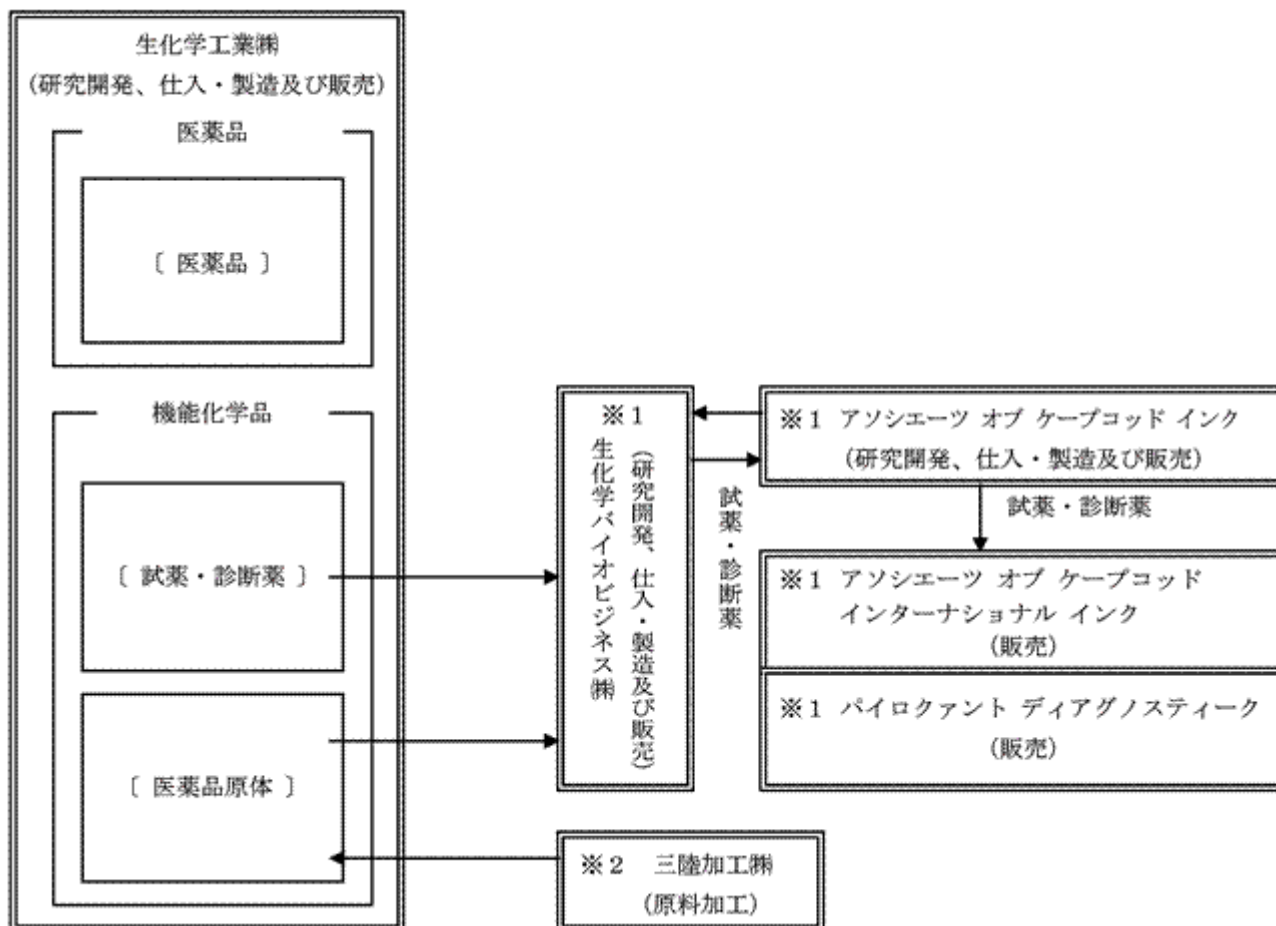 生化学工業㈱
（研究開発、仕入・製造及び販売）
医薬品
〔 医薬品 〕
機能化学品
〔 試薬・診断薬 〕
〔 医薬品原体 〕
※１
生化学バイオビジネス㈱
（研究開発、仕入・製造及び販売）
試薬・診断薬
※１ アソシエーツ オブ ケープコッド インク
（研究開発、仕入・製造及び販売）
試薬・診断薬
※１ アソシエーツ オブ ケープコッド
インターナショナル インク
（販売）
※１ パイロクァント ディアグノスティーク
（販売）
※２ 三陸加工㈱
（原料加工）